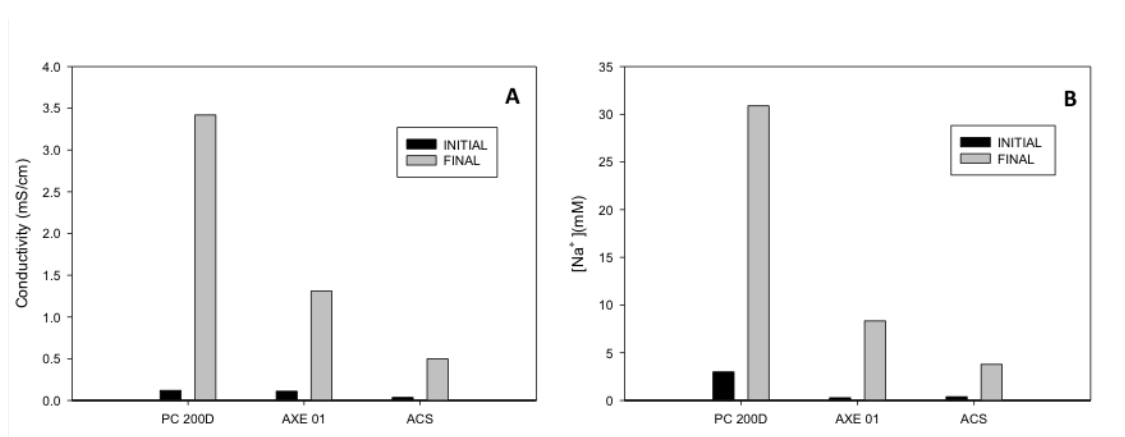 A
4.0
3.5
3.0
2.5
2.0
1.5
1.0
0.5
0.0
Conductivity (mS/cm)
INITIAL
FINAL
PC 200D AXE 01 ACS
B
35
30
25
20
15
10
5
0
[Na⁺](mM)
INITIAL
FINAL
PC 200D AXE 01 ACS